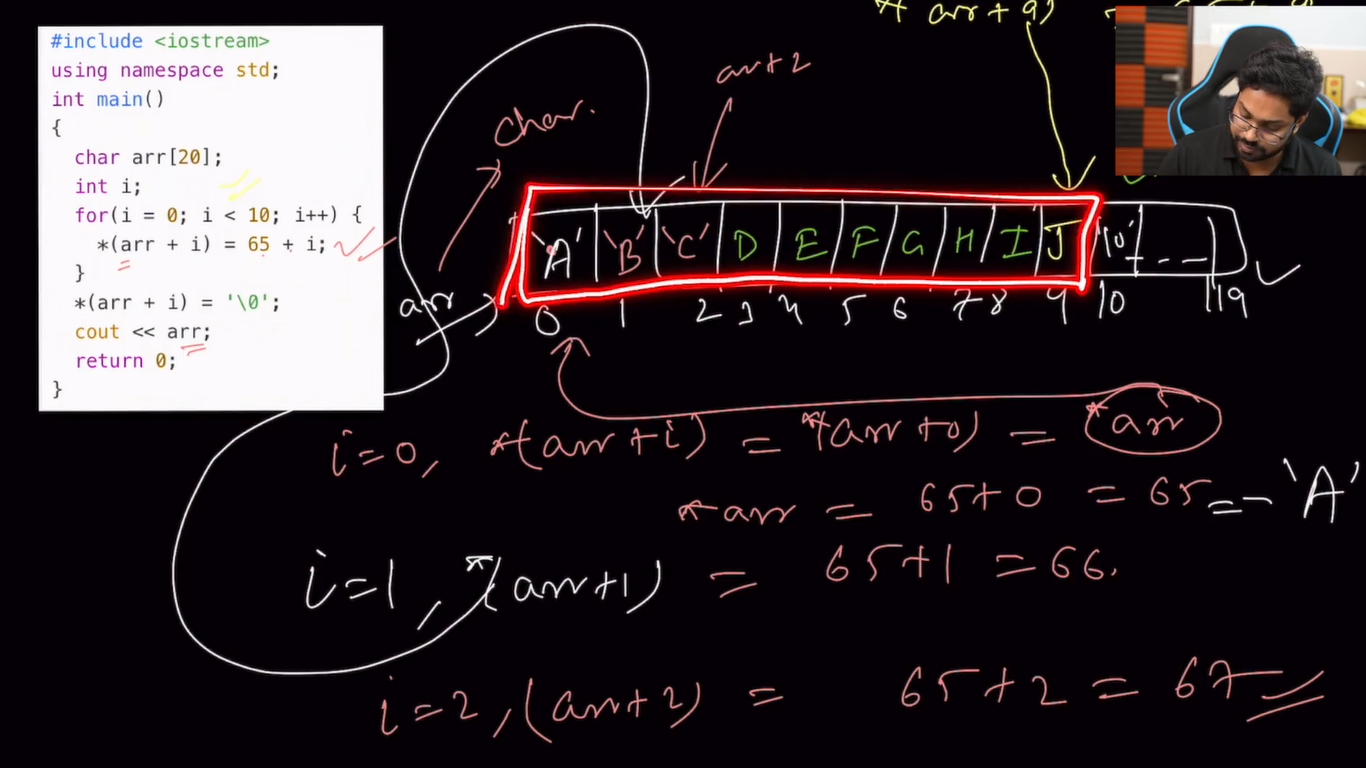 #include <iostream>
using namespace std;
int main()
{
char arr[20];
int i;
for(i = 0; i < 10; i++) {
*(arr + i) = 65 + i;
}
*(arr + i) = '\0';
cout << arr;
return 0;
}
* arr + 9)
arr+2
char.
arr
'A' 'B' 'C' D E F G H I J '\0' - -
0 1 2 3 4 5 6 7 8 9 10 19
i=0, *(arr+i) = *(arr+0) = *arr
*arr = 65+0 = 65 == 'A'
i=1, *(arr+1) = 65+1 = 66.
i=2, (arr+2) = 65+2 = 67